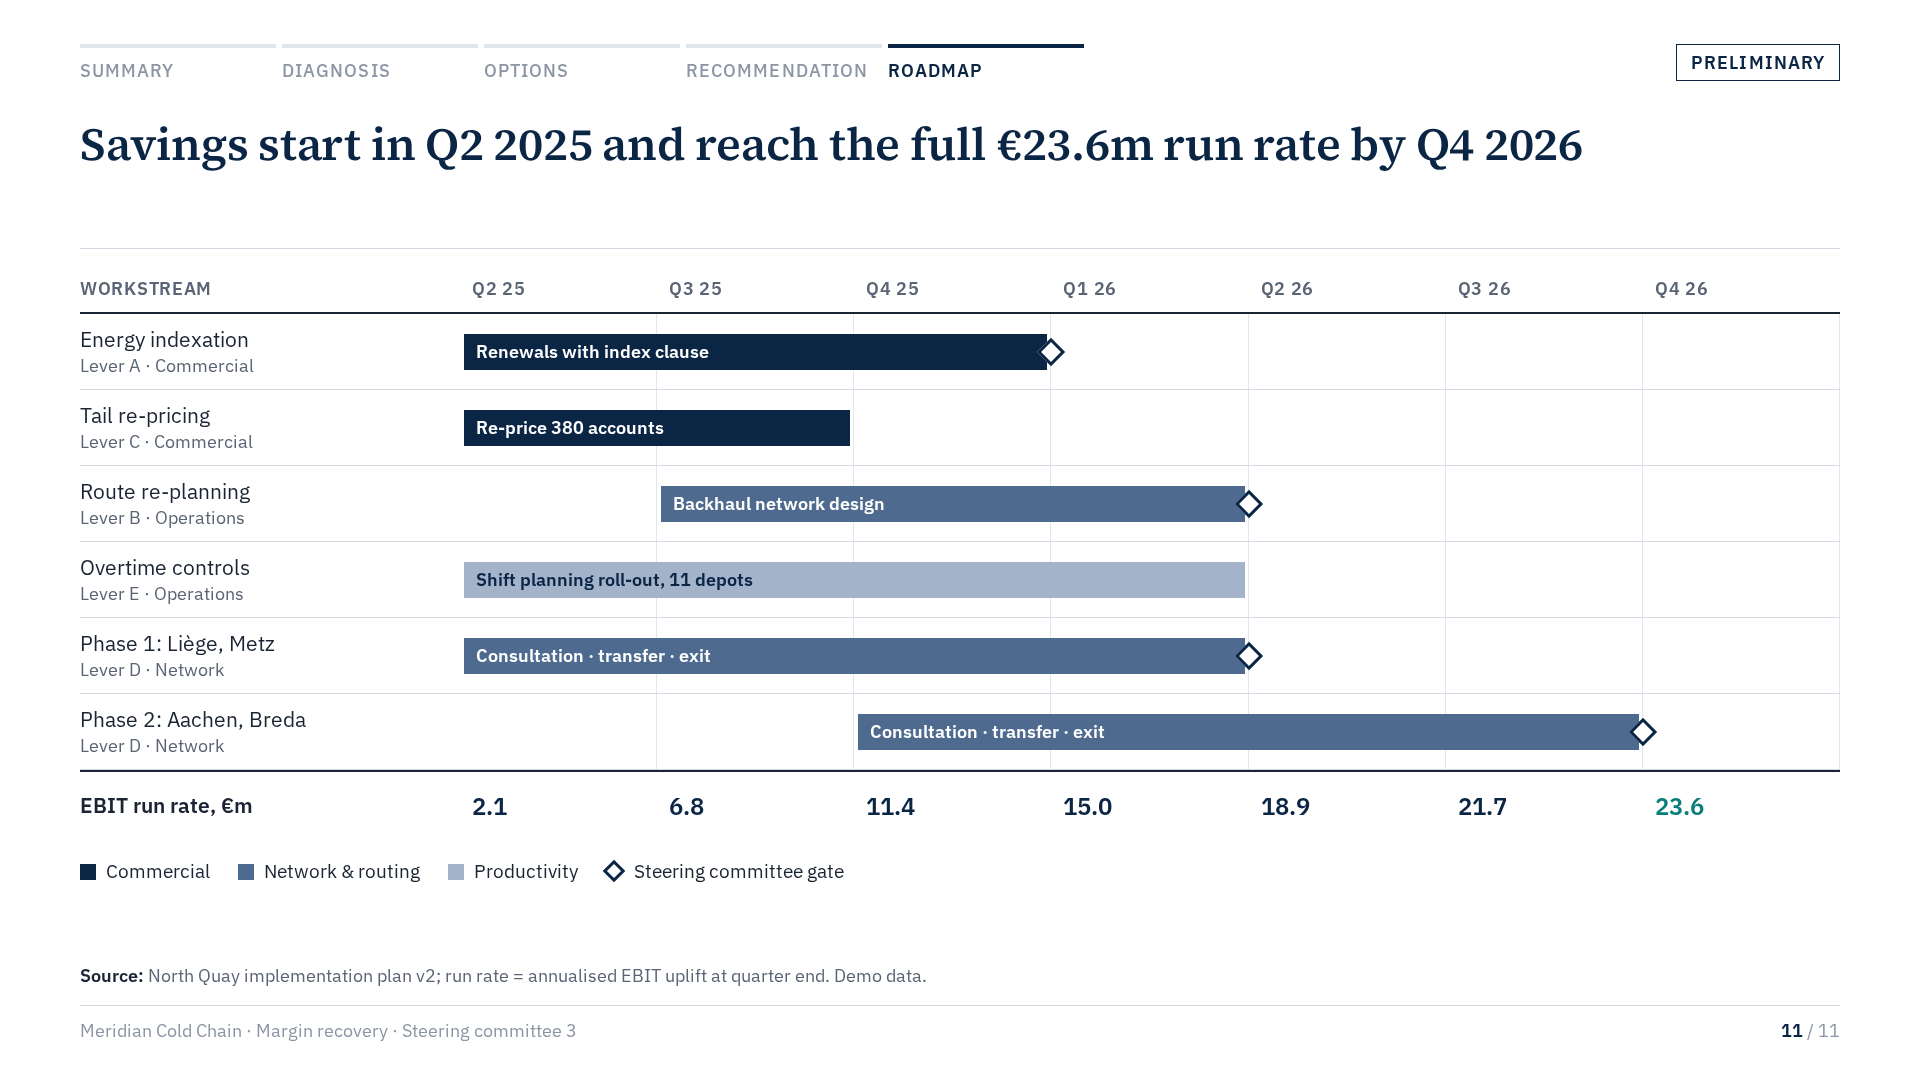 SUMMARY DIAGNOSIS OPTIONS RECOMMENDATION ROADMAP PRELIMINARY
Savings start in Q2 2025 and reach the full €23.6m run rate by Q4 2026
WORKSTREAM Q2 25 Q3 25 Q4 25 Q1 26 Q2 26 Q3 26 Q4 26
Energy indexation
Lever A · Commercial
Renewals with index clause
Tail re-pricing
Lever C · Commercial
Re-price 380 accounts
Route re-planning
Lever B · Operations
Backhaul network design
Overtime controls
Lever E · Operations
Shift planning roll-out, 11 depots
Phase 1: Liège, Metz
Lever D · Network
Consultation · transfer · exit
Phase 2: Aachen, Breda
Lever D · Network
Consultation · transfer · exit
EBIT run rate, €m 2.1 6.8 11.4 15.0 18.9 21.7 23.6
Commercial Network & routing Productivity Steering committee gate
Source: North Quay implementation plan v2; run rate = annualised EBIT uplift at quarter end. Demo data.
Meridian Cold Chain · Margin recovery · Steering committee 3 11 / 11